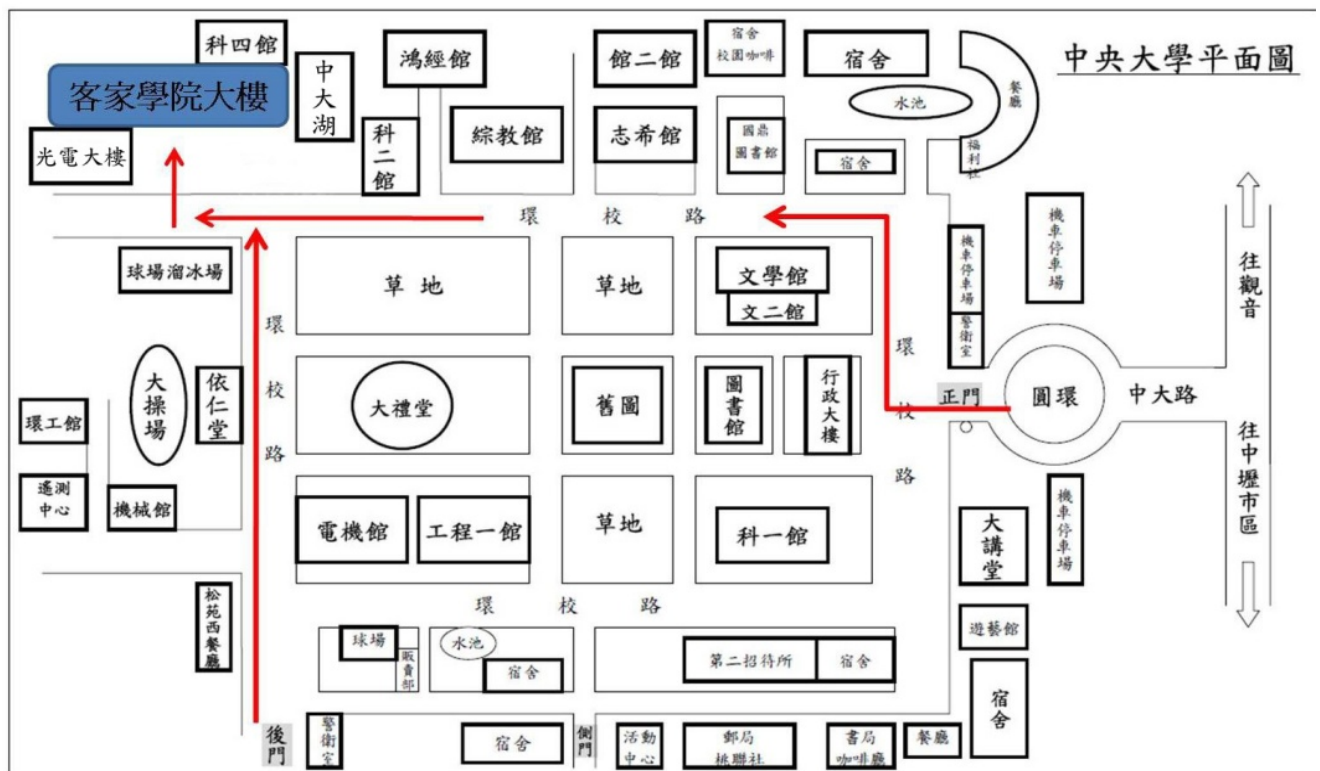 中央大學平面圖
科四館
鴻經館
館二館
宿舍
校園咖啡
宿舍
餐廳
水池
福利社
客家學院大樓
中大湖
光電大樓
科二館
綜教館
志希館
國鼎
圖書館
宿舍
環校路
機車停車場
機車停車場
警衛室
往觀音
球場溜冰場
草地
草地
文學館
文二館
環校路
環校路
大操場
依仁堂
大禮堂
舊圖
圖書館
行政大樓
正門
圓環
中大路
往中壢市區
環工館
遙測
中心
機械館
電機館
工程一館
草地
科一館
大講堂
機車停車場
環校路
松苑西餐廳
球場
販賣部
水池
宿舍
第二招待所
宿舍
遊藝館
宿舍
後門
警衛室
宿舍
側門
活動
中心
郵局
桃聯社
書局
咖啡廳
餐廳